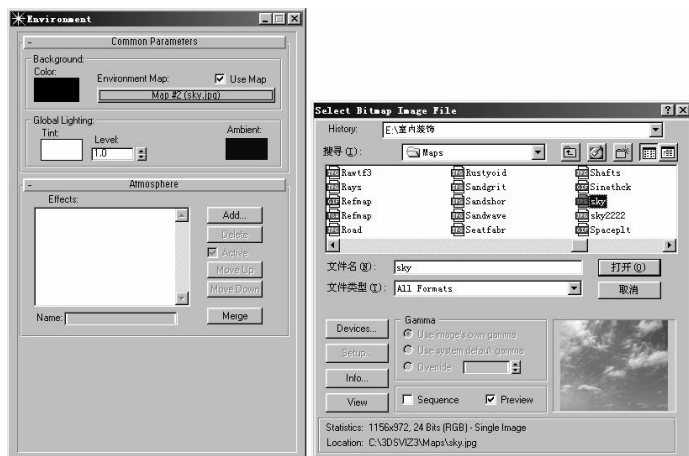 Environment
Common Parameters
Background:
Color:
Environment Map:
Use Map
Map #2 (sky.jpg)
Global Lighting:
Tint:
Level:
1.0
Ambient:
Atmosphere
Effects:
Add...
Delete
Active
Move Up
Move Down
Name:
Merge
Select Bitmap Image File
History:
E:\室内装饰
搜寻(I):
Maps
Rawtf3
Rustyoid
Shafts
Rays
Sandgrit
Sinethck
Refmap
Sandshor
sky
Refmap
Sandwave
sky2222
Road
Seatfabr
Spaceplt
文件名(N):
sky
打开(O)
文件类型(T):
All Formats
取消
Devices...
Setup...
Info...
View
Gamma
Use image's own gamma
Use system default gamma
Override
Sequence
Preview
Statistics: 1156x972, 24 Bits (RGB) - Single Image
Location: C:\3DSVIZ3\Maps\sky.jpg